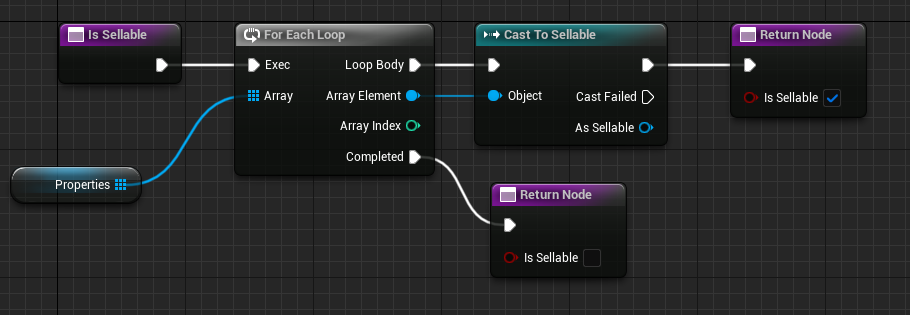 Is Sellable
For Each Loop
Exec
Loop Body
Array
Array Element
Array Index
Completed
Cast To Sellable
Object
Cast Failed
As Sellable
Return Node
Is Sellable
Properties
Return Node
Is Sellable